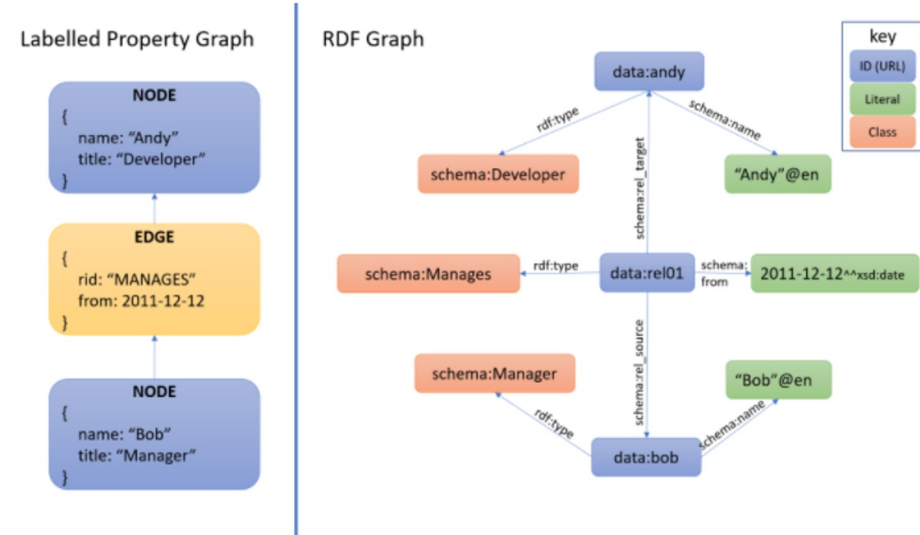 Labelled Property Graph
NODE
{
name: “Andy”
title: “Developer”
}
EDGE
{
rid: “MANAGES”
from: 2011-12-12
}
NODE
{
name: “Bob”
title: “Manager”
}
RDF Graph
key
ID (URL)
Literal
Class
data:andy
rdf:type
schema:name
schema:Developer
schema:rel_target
“Andy”@en
schema:Manages
rdf:type
data:rel01
schema:
from
2011-12-12^^xsd:date
schema:rel_source
schema:Manager
“Bob”@en
rdf:type
schema:name
data:bob